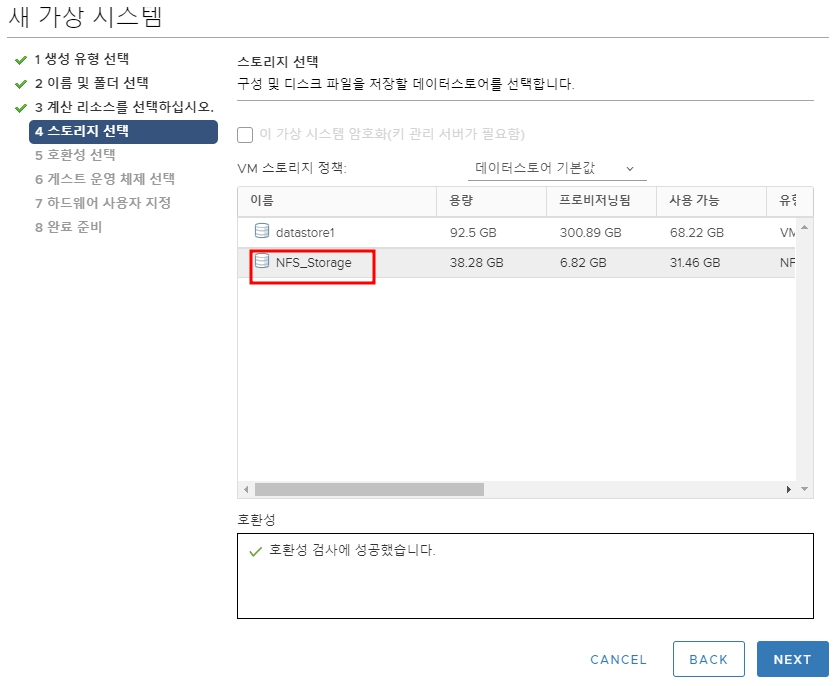 새 가상 시스템
1 생성 유형 선택
2 이름 및 폴더 선택
3 계산 리소스를 선택하십시오.
4 스토리지 선택
5 호환성 선택
6 게스트 운영 체제 선택
7 하드웨어 사용자 지정
8 완료 준비
스토리지 선택
구성 및 디스크 파일을 저장할 데이터스토어를 선택합니다.
이 가상 시스템 암호화(키 관리 서버가 필요함)
VM 스토리지 정책: 데이터스토어 기본값
이름 용량 프로비저닝됨 사용 가능
datastore1 92.5 GB 300.89 GB 68.22 GB VM
NFS_Storage 38.28 GB 6.82 GB 31.46 GB NF
호환성
호환성 검사에 성공했습니다.
CANCEL BACK NEXT